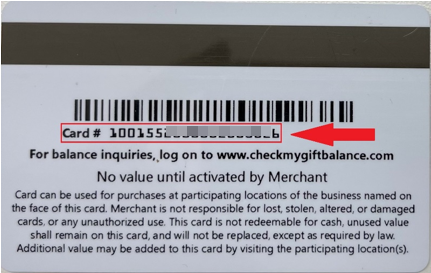 Card # 100155
For balance inquiries, log on to www.checkmygiftbalance.com
No value until activated by Merchant
Card can be used for purchases at participating locations of the business named on
the face of this card. Merchant is not responsible for lost, stolen, altered, or damaged
cards, or any unauthorized use. This card is not redeemable for cash, unused value
shall remain on this card, and will not be replaced, except as required by law.
Additional value may be added to this card by visiting the participating location(s).